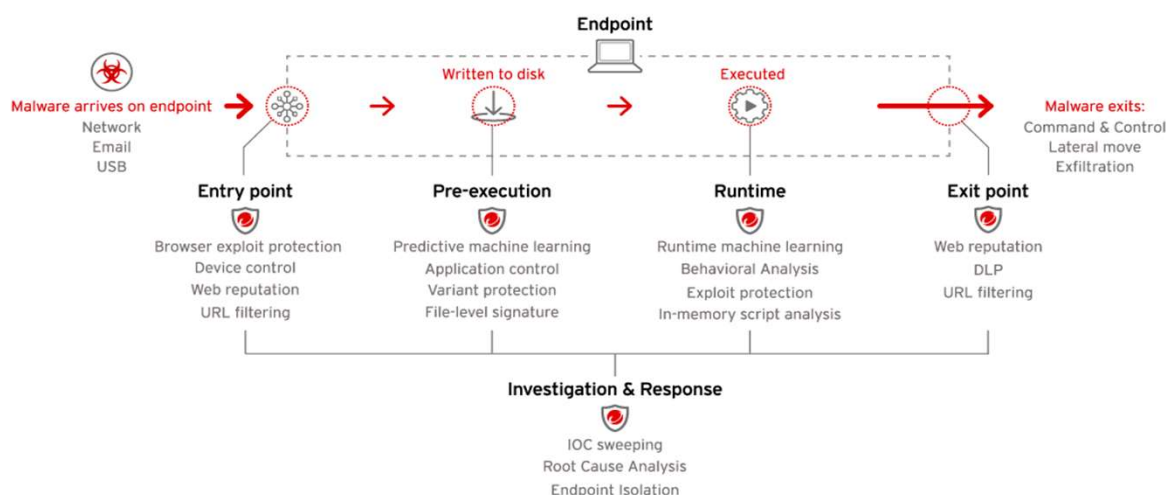 Endpoint
Malware arrives on endpoint
Network
Email
USB
Written to disk
Executed
Malware exits:
Command & Control
Lateral move
Exfiltration
Entry point
Browser exploit protection
Device control
Web reputation
URL filtering
Pre-execution
Predictive machine learning
Application control
Variant protection
File-level signature
Runtime
Runtime machine learning
Behavioral Analysis
Exploit protection
In-memory script analysis
Exit point
Web reputation
DLP
URL filtering
Investigation & Response
IOC sweeping
Root Cause Analysis
Endpoint Isolation